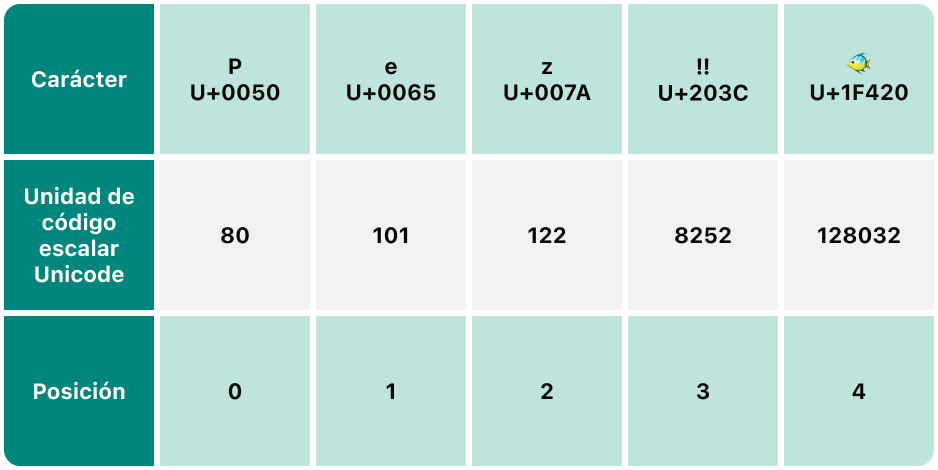 Carácter
P
U+0050
e
U+0065
z
U+007A
‼
U+203C
🐠
U+1F420
Unidad de
código
escalar
Unicode
80
101
122
8252
128032
Posición
0
1
2
3
4